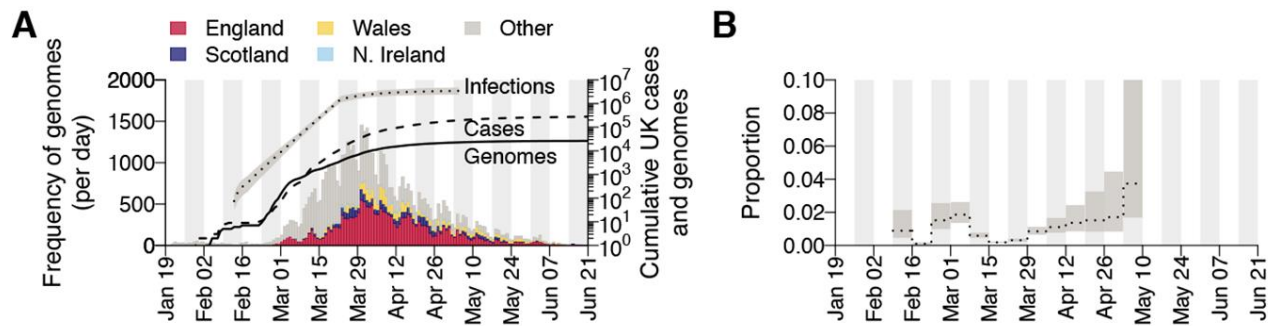 A
England
Wales
Other
Scotland
N. Ireland
Frequency of genomes
(per day)
2000
1500
1000
500
0
Infections
Cases
Genomes
10^7
10^6
10^5
10^4
10^3
10^2
10^1
10^0
Cumulative UK cases
and genomes
Jan 19
Feb 02
Feb 16
Mar 01
Mar 15
Mar 29
Apr 12
Apr 26
May 10
May 24
Jun 07
Jun 21
B
Proportion
0.10
0.08
0.06
0.04
0.02
0.00
Jan 19
Feb 02
Feb 16
Mar 01
Mar 15
Mar 29
Apr 12
Apr 26
May 10
May 24
Jun 07
Jun 21